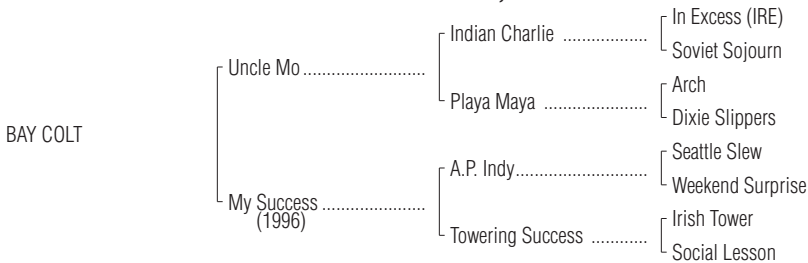 In Excess (IRE)
Indian Charlie ....................
Soviet Sojourn
Uncle Mo ..........................
Arch
Playa Maya ........................
Dixie Slippers
BAY COLT
Seattle Slew
A.P. Indy..............................
Weekend Surprise
My Success ......................
(1996)
Irish Tower
Towering Success .............
Social Lesson